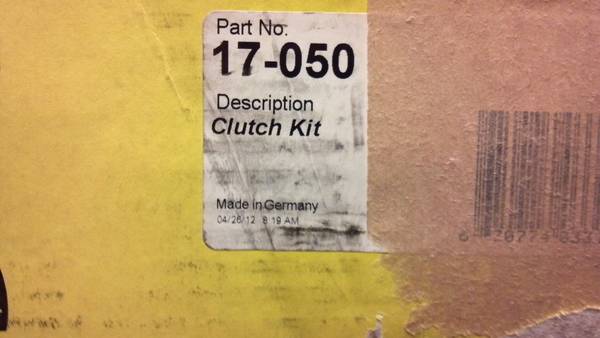 Part No.
17-050
Description
Clutch Kit
Made in Germany
04/26/12 8:19 AM